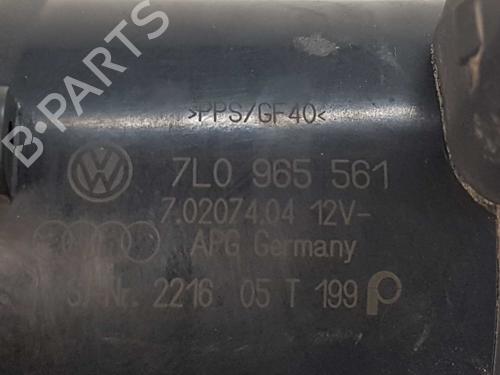 B-PARTS
>PPS/GF40<
7L0 965 561
7.02074.04 12V-
APG Germany
S.-Nr. 2216 05 T 199